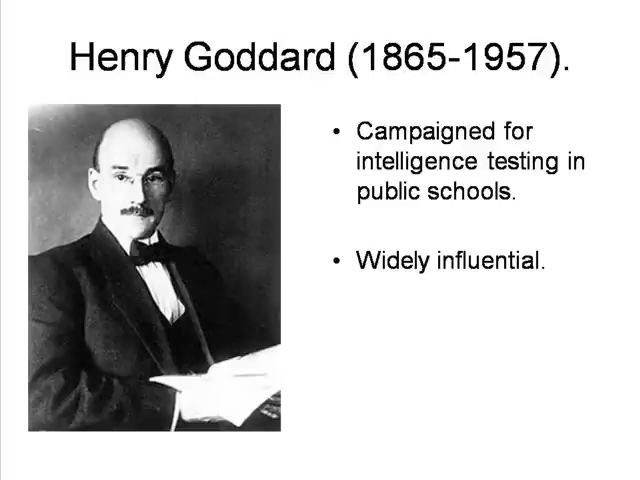 Henry Goddard (1865-1957).
• Campaigned for
intelligence testing in
public schools.
• Widely influential.